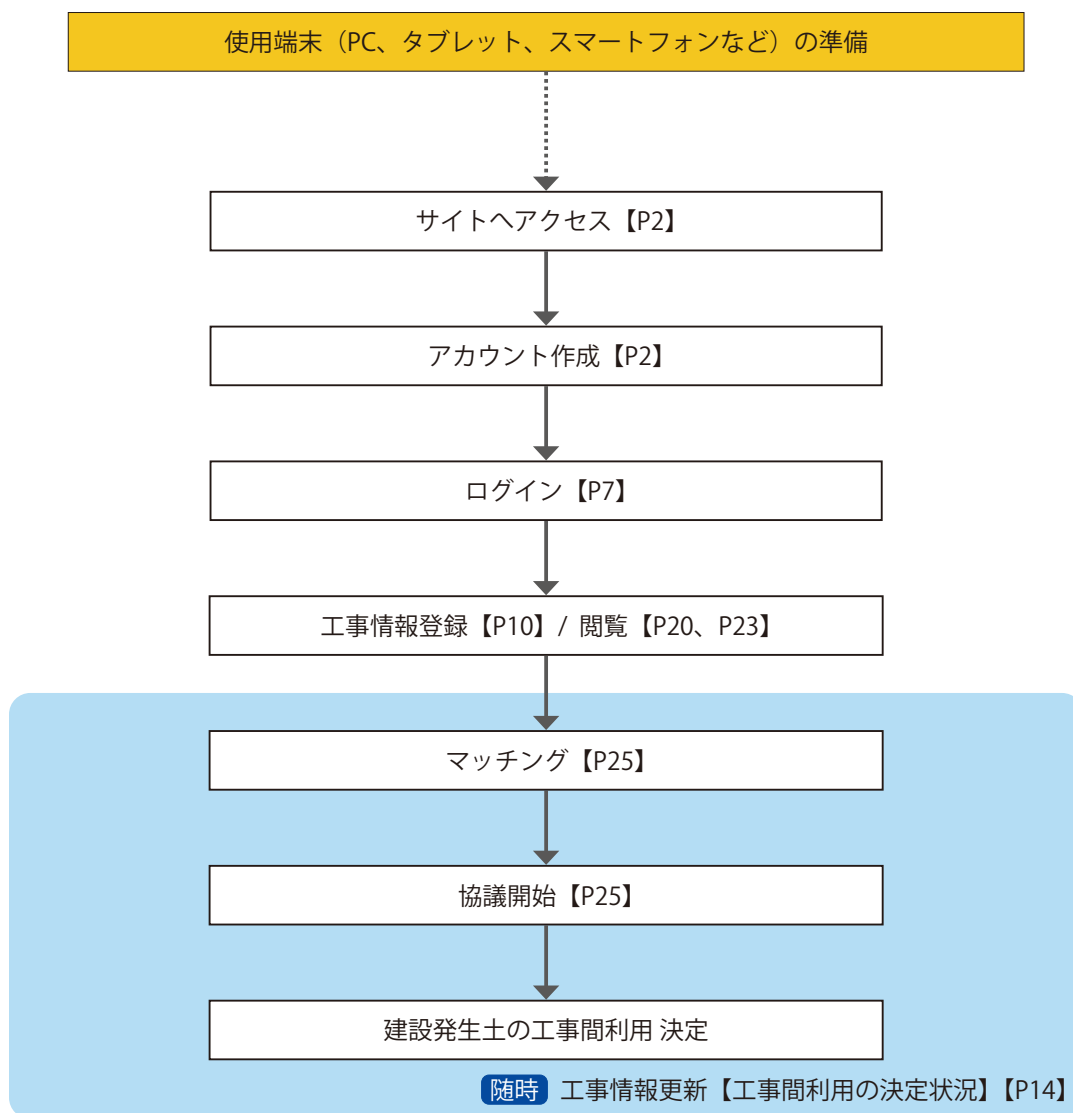 使用端末（PC、タブレット、スマートフォンなど）の準備
サイトへアクセス【P2】
アカウント作成【P2】
ログイン【P7】
工事情報登録【P10】/ 閲覧【P20、P23】
マッチング【P25】
協議開始【P25】
建設発生土の工事間利用 決定
随時 工事情報更新【工事間利用の決定状況】【P14】